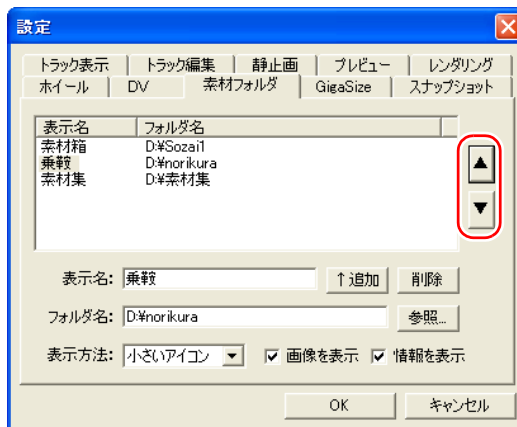 設定
トラック表示 トラック編集 静止画 プレビュー レンダリング
ホイール DV 素材フォルダ GigaSize スナップショット
表示名 フォルダ名
素材箱 D:¥Sozai1
乗鞍 D:¥norikura
素材集 D:¥素材集
▲
▼
表示名: 乗鞍 ↑追加 削除
フォルダ名: D:¥norikura 参照...
表示方法: 小さいアイコン 画像を表示 情報を表示
OK キャンセル